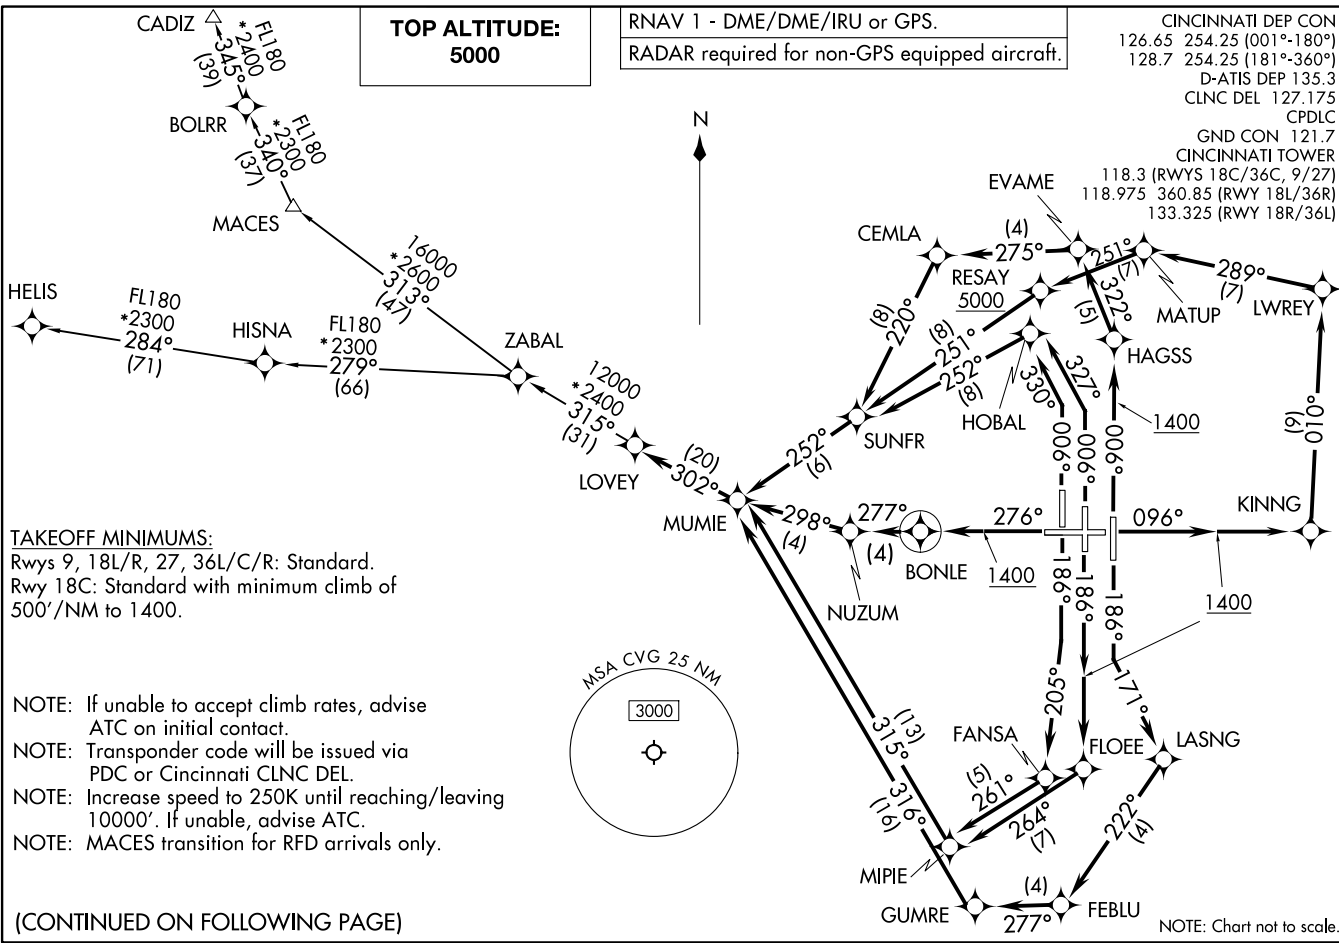 TOP ALTITUDE:
5000
RNAV 1 - DME/DME/IRU or GPS.
RADAR required for non-GPS equipped aircraft.
CINCINNATI DEP CON
126.65 254.25 (001°-180°)
128.7 254.25 (181°-360°)
D-ATIS DEP 135.3
CLNC DEL 127.175
CPDLC
GND CON 121.7
CINCINNATI TOWER
118.3 (RWYS 18C/36C, 9/27)
118.975 360.85 (RWY 18L/36R)
133.325 (RWY 18R/36L)
CADIZ
FL180
*2400
345°
(39)
BOLRR
FL180
*2300
340°
(37)
MACES
16000
*2600
313°
(47)
HELIS
FL180
*2300
284°
(71)
HISNA
FL180
*2300
279°
(66)
ZABAL
12000
*2400
315°
(31)
LOVEY
(20)
302°
MUMIE
N
EVAME
CEMLA
(4)
275°
RESAY
5000
251°
(7)
MATUP
289°
(7)
LWREY
322°
(5)
HAGSS
(8)
220°
(8)
251°
252°
(8)
HOBAL
330°
327°
SUNFR
252°
(6)
006°
006°
006°
1400
010°
(9)
KINNG
298°
(4)
277°
(4)
NUZUM
BONLE
276°
1400
096°
1400
186°
186°
186°
205°
171°
FANSA
FLOEE
LASNG
(5)
261°
264°
(7)
222°
(4)
MIPIE
(13)
315°
316°
(16)
GUMRE
(4)
277°
FEBLU
MSA CVG 25 NM
3000
TAKEOFF MINIMUMS:
Rwys 9, 18L/R, 27, 36L/C/R: Standard.
Rwy 18C: Standard with minimum climb of
500'/NM to 1400.
NOTE: If unable to accept climb rates, advise
ATC on initial contact.
NOTE: Transponder code will be issued via
PDC or Cincinnati CLNC DEL.
NOTE: Increase speed to 250K until reaching/leaving
10000'. If unable, advise ATC.
NOTE: MACES transition for RFD arrivals only.
(CONTINUED ON FOLLOWING PAGE)
NOTE: Chart not to scale.